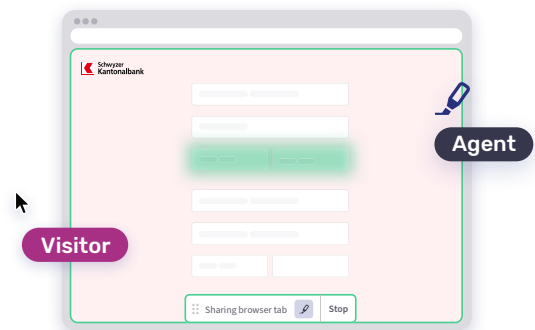 Schwyzer
Kantonalbank
Agent
Visitor
Sharing browser tab
Stop